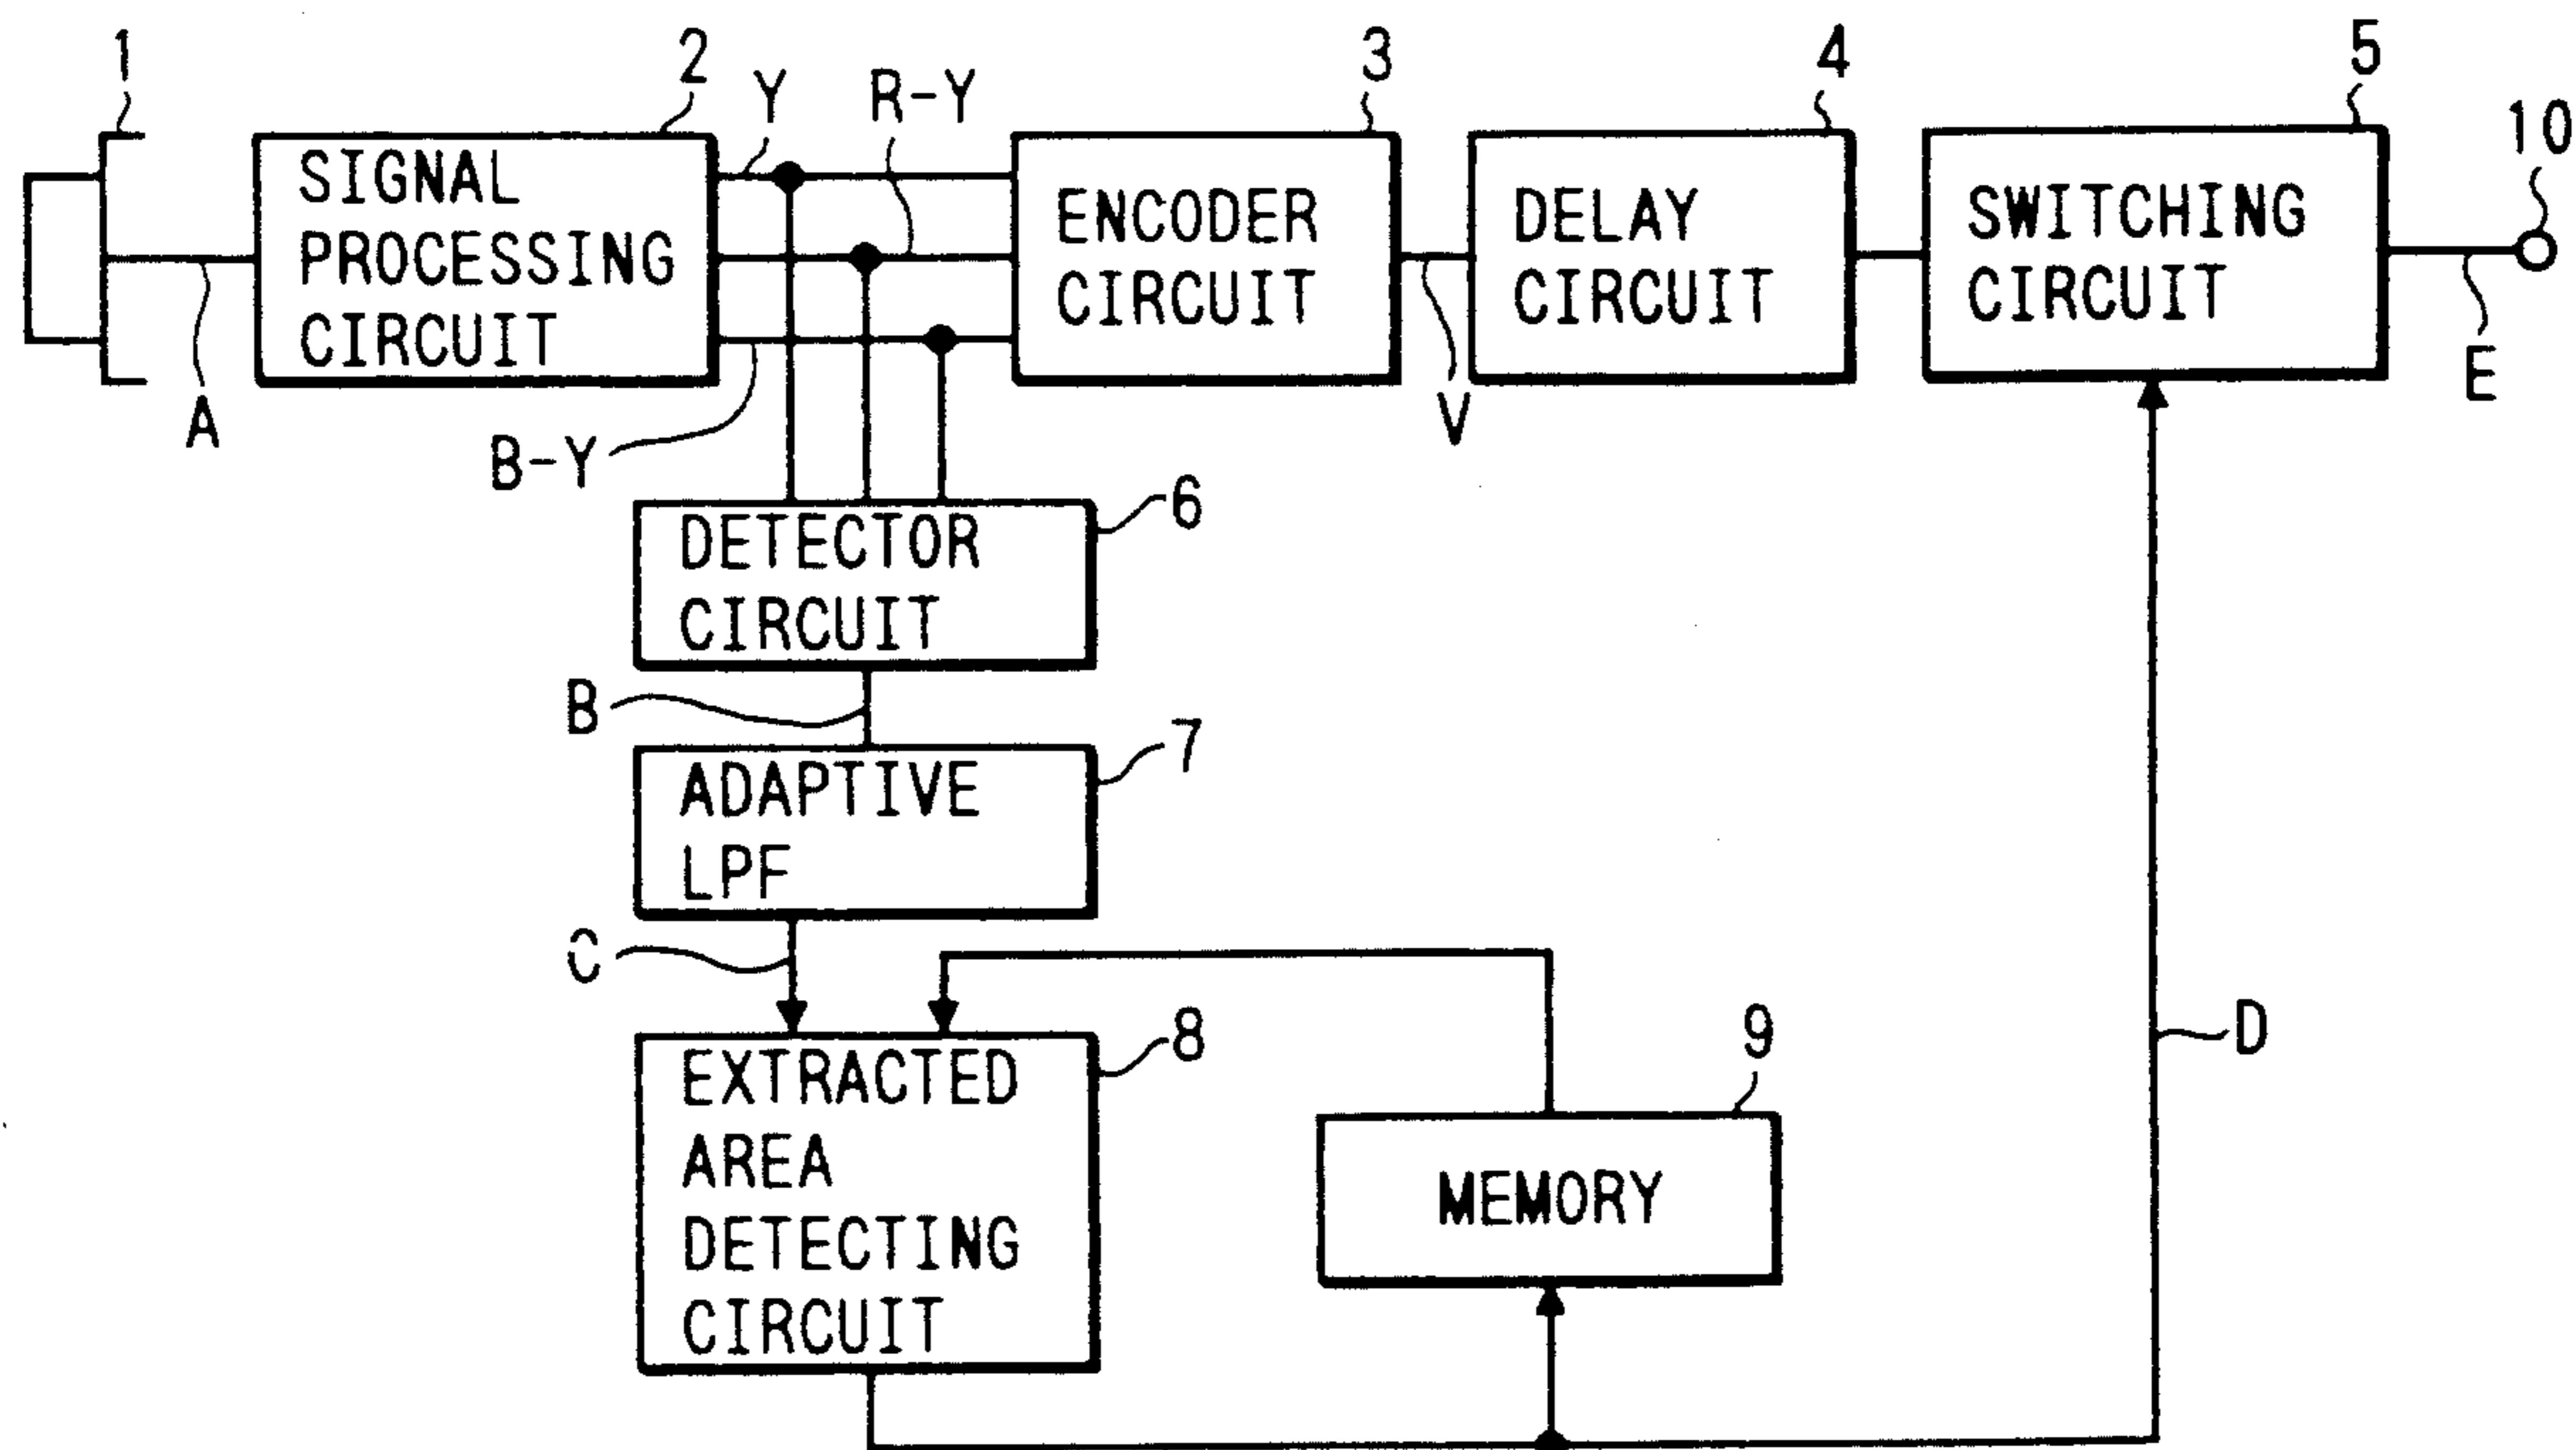 1
2
Y
R-Y
3
4
5
10
SIGNAL
PROCESSING
CIRCUIT
ENCODER
CIRCUIT
DELAY
CIRCUIT
SWITCHING
CIRCUIT
A
B-Y
V
E
6
DETECTOR
CIRCUIT
B
7
ADAPTIVE
LPF
C
8
9
D
EXTRACTED
AREA
DETECTING
CIRCUIT
MEMORY